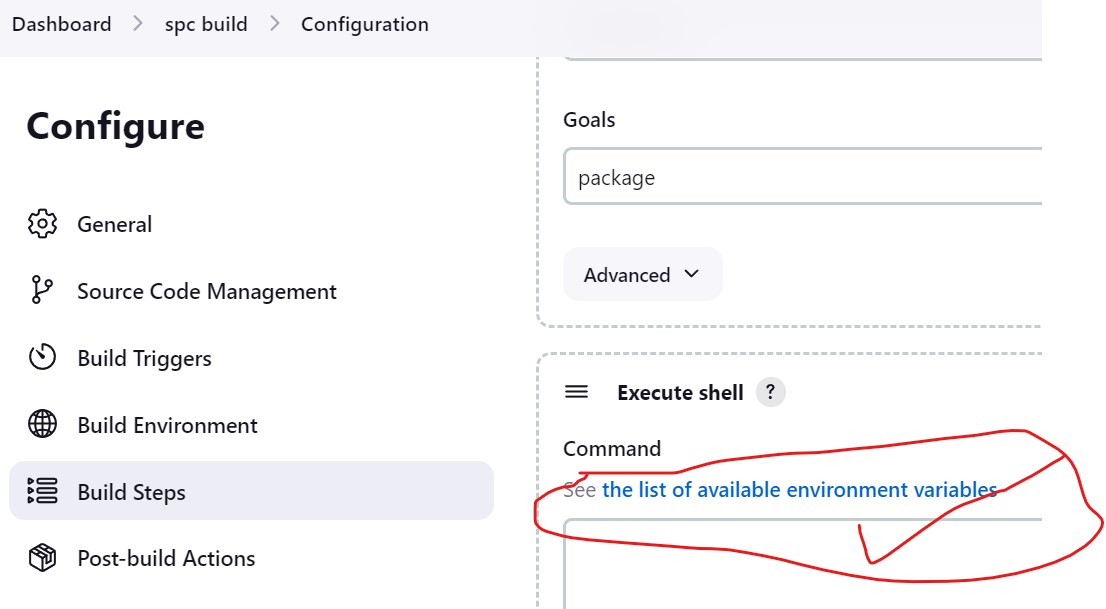 Dashboard > spc build > Configuration
Configure
General
Source Code Management
Build Triggers
Build Environment
Build Steps
Post-build Actions
Goals
package
Advanced
Execute shell ?
Command
See the list of available environment variables